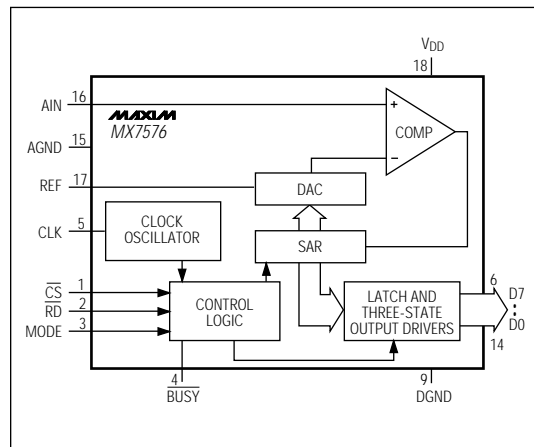 VDD
18
16
AIN
MAXIM
MX7576
+
COMP
15
AGND
−
17
REF
DAC
5
CLK
CLOCK
OSCILLATOR
SAR
1
CS
2
RD
3
MODE
CONTROL
LOGIC
LATCH AND
THREE-STATE
OUTPUT DRIVERS
6
D7
D0
14
4
BUSY
9
DGND